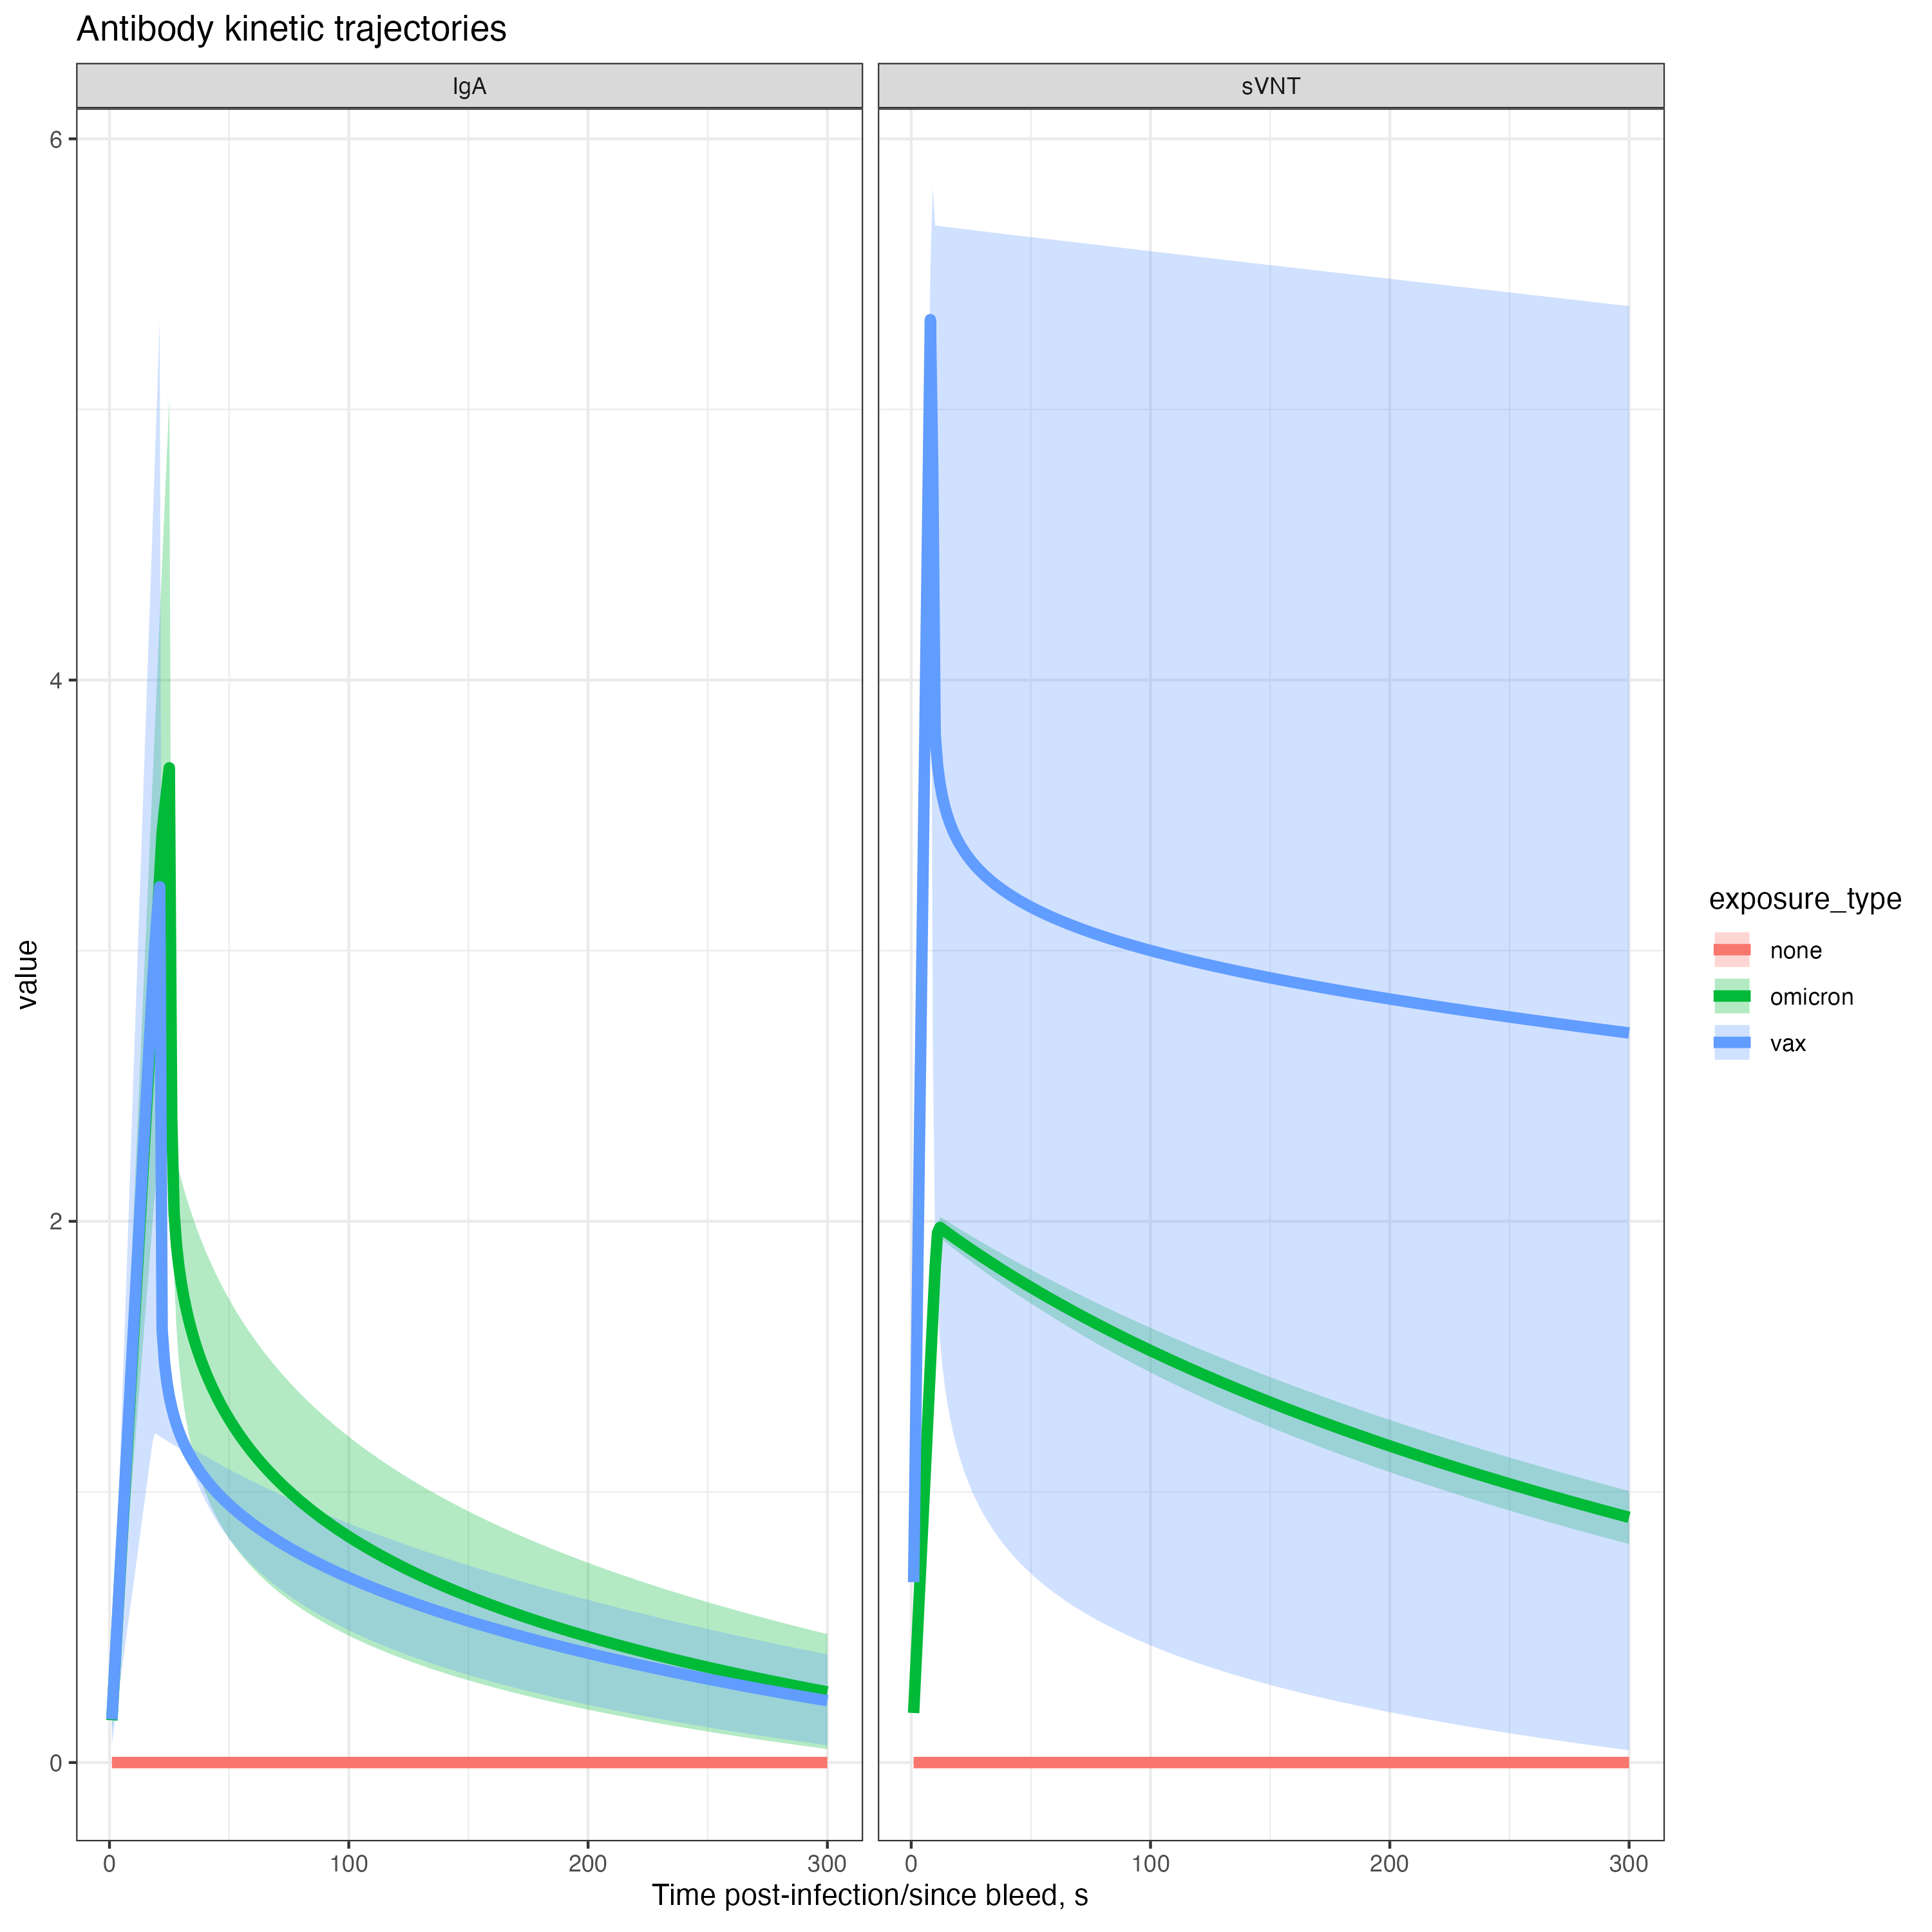 Antibody kinetic trajectories
IgA
sVNT
value
6
4
2
0
0 100 200 300
0 100 200 300
Time post-infection/since bleed, s
exposure_type
none
omicron
vax